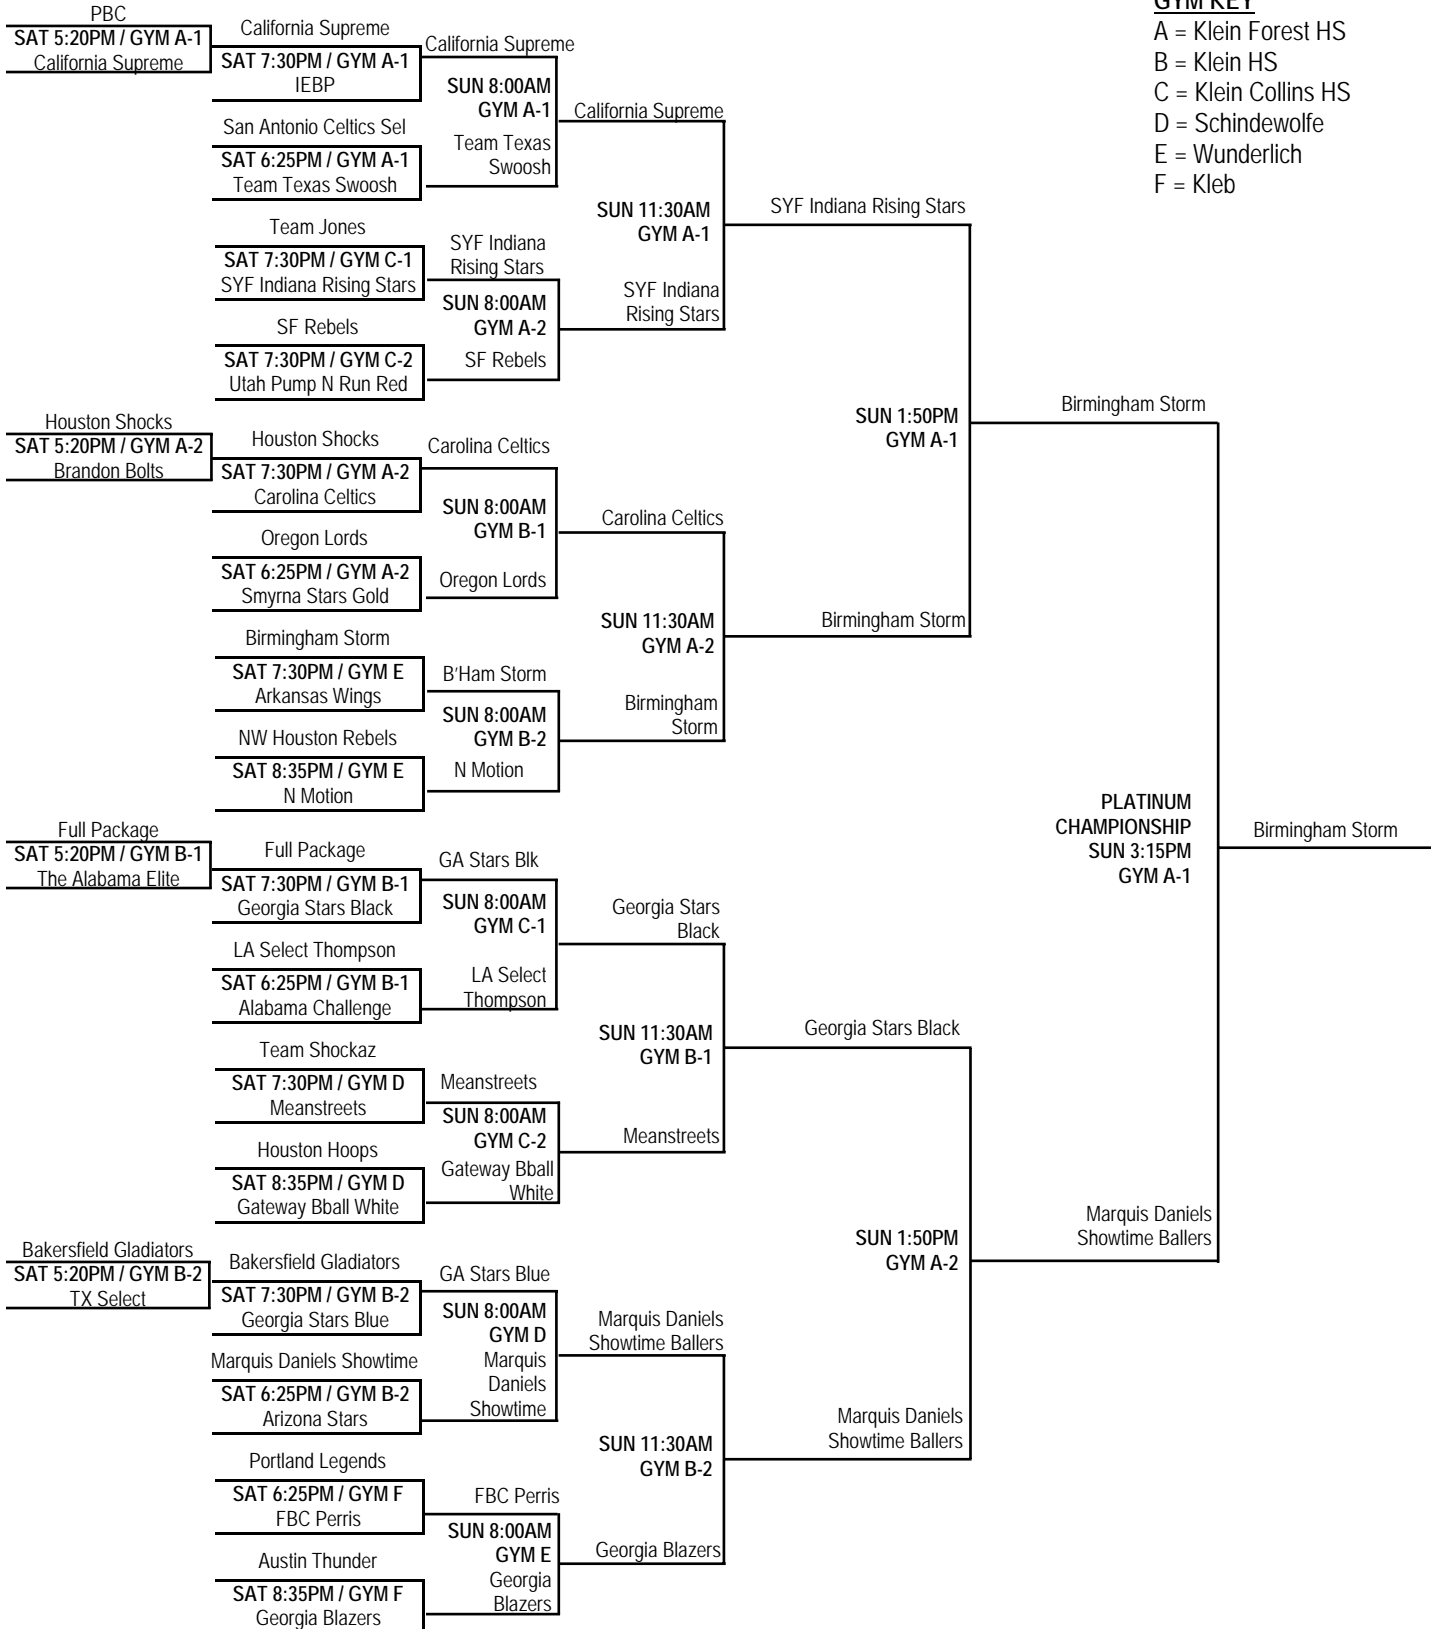 PBC
SAT 5:20PM / GYM A-1
California Supreme
Houston Shocks
SAT 5:20PM / GYM A-2
Brandon Bolts
Full Package
SAT 5:20PM / GYM B-1
The Alabama Elite
Bakersfield Gladiators
SAT 5:20PM / GYM B-2
TX Select
California Supreme
SAT 7:30PM / GYM A-1
IEBP
San Antonio Celtics Sel
SAT 6:25PM / GYM A-1
Team Texas Swoosh
Team Jones
SAT 7:30PM / GYM C-1
SYF Indiana Rising Stars
SF Rebels
SAT 7:30PM / GYM C-2
Utah Pump N Run Red
Houston Shocks
SAT 7:30PM / GYM A-2
Carolina Celtics
Oregon Lords
SAT 6:25PM / GYM A-2
Smyrna Stars Gold
Birmingham Storm
SAT 7:30PM / GYM E
Arkansas Wings
NW Houston Rebels
SAT 8:35PM / GYM E
N Motion
Full Package
SAT 7:30PM / GYM B-1
Georgia Stars Black
LA Select Thompson
SAT 6:25PM / GYM B-1
Alabama Challenge
Team Shockaz
SAT 7:30PM / GYM D
Meanstreets
Houston Hoops
SAT 8:35PM / GYM D
Gateway Bball White
Bakersfield Gladiators
SAT 7:30PM / GYM B-2
Georgia Stars Blue
Marquis Daniels Showtime
SAT 6:25PM / GYM B-2
Arizona Stars
Portland Legends
SAT 6:25PM / GYM F
FBC Perris
Austin Thunder
SAT 8:35PM / GYM F
Georgia Blazers
California Supreme
SUN 8:00AM
GYM A-1
Team Texas
Swoosh
SYF Indiana
Rising Stars
SUN 8:00AM
GYM A-2
SF Rebels
Carolina Celtics
SUN 8:00AM
GYM B-1
Oregon Lords
B'Ham Storm
SUN 8:00AM
GYM B-2
N Motion
GA Stars Blk
SUN 8:00AM
GYM C-1
LA Select
Thompson
Meanstreets
SUN 8:00AM
GYM C-2
Gateway Bball
White
GA Stars Blue
SUN 8:00AM
GYM D
Marquis
Daniels
Showtime
FBC Perris
SUN 8:00AM
GYM E
Georgia
Blazers
California Supreme
SUN 11:30AM
GYM A-1
SYF Indiana
Rising Stars
Carolina Celtics
SUN 11:30AM
GYM A-2
Birmingham
Storm
Georgia Stars
Black
SUN 11:30AM
GYM B-1
Meanstreets
Marquis Daniels
Showtime Ballers
SUN 11:30AM
GYM B-2
Georgia Blazers
SYF Indiana Rising Stars
SUN 1:50PM
GYM A-1
Birmingham Storm
Georgia Stars Black
SUN 1:50PM
GYM A-2
Marquis Daniels
Showtime Ballers
Birmingham Storm
PLATINUM
CHAMPIONSHIP
SUN 3:15PM
GYM A-1
Marquis Daniels
Showtime Ballers
Birmingham Storm
GYM KEY
A = Klein Forest HS
B = Klein HS
C = Klein Collins HS
D = Schindewolfe
E = Wunderlich
F = Kleb